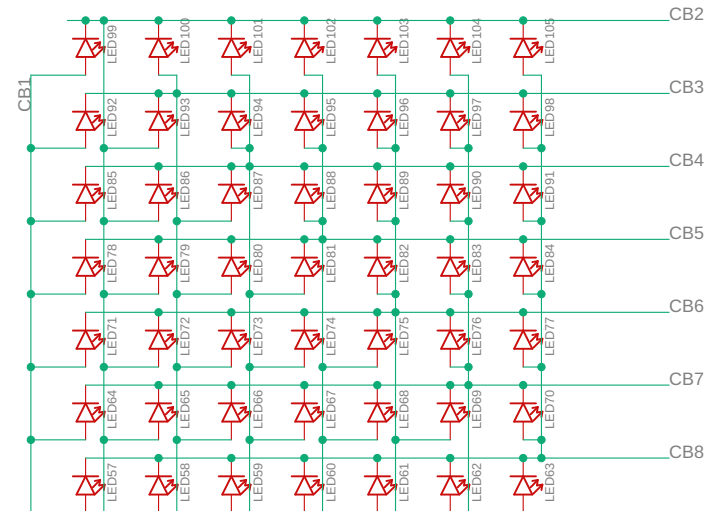 CB2
LED99 LED100 LED101 LED102 LED103 LED104 LED105
CB1
CB3
LED92 LED93 LED94 LED95 LED96 LED97 LED98
CB4
LED85 LED86 LED87 LED88 LED89 LED90 LED91
CB5
LED78 LED79 LED80 LED81 LED82 LED83 LED84
CB6
LED71 LED72 LED73 LED74 LED75 LED76 LED77
CB7
LED64 LED65 LED66 LED67 LED68 LED69 LED70
CB8
LED57 LED58 LED59 LED60 LED61 LED62 LED63